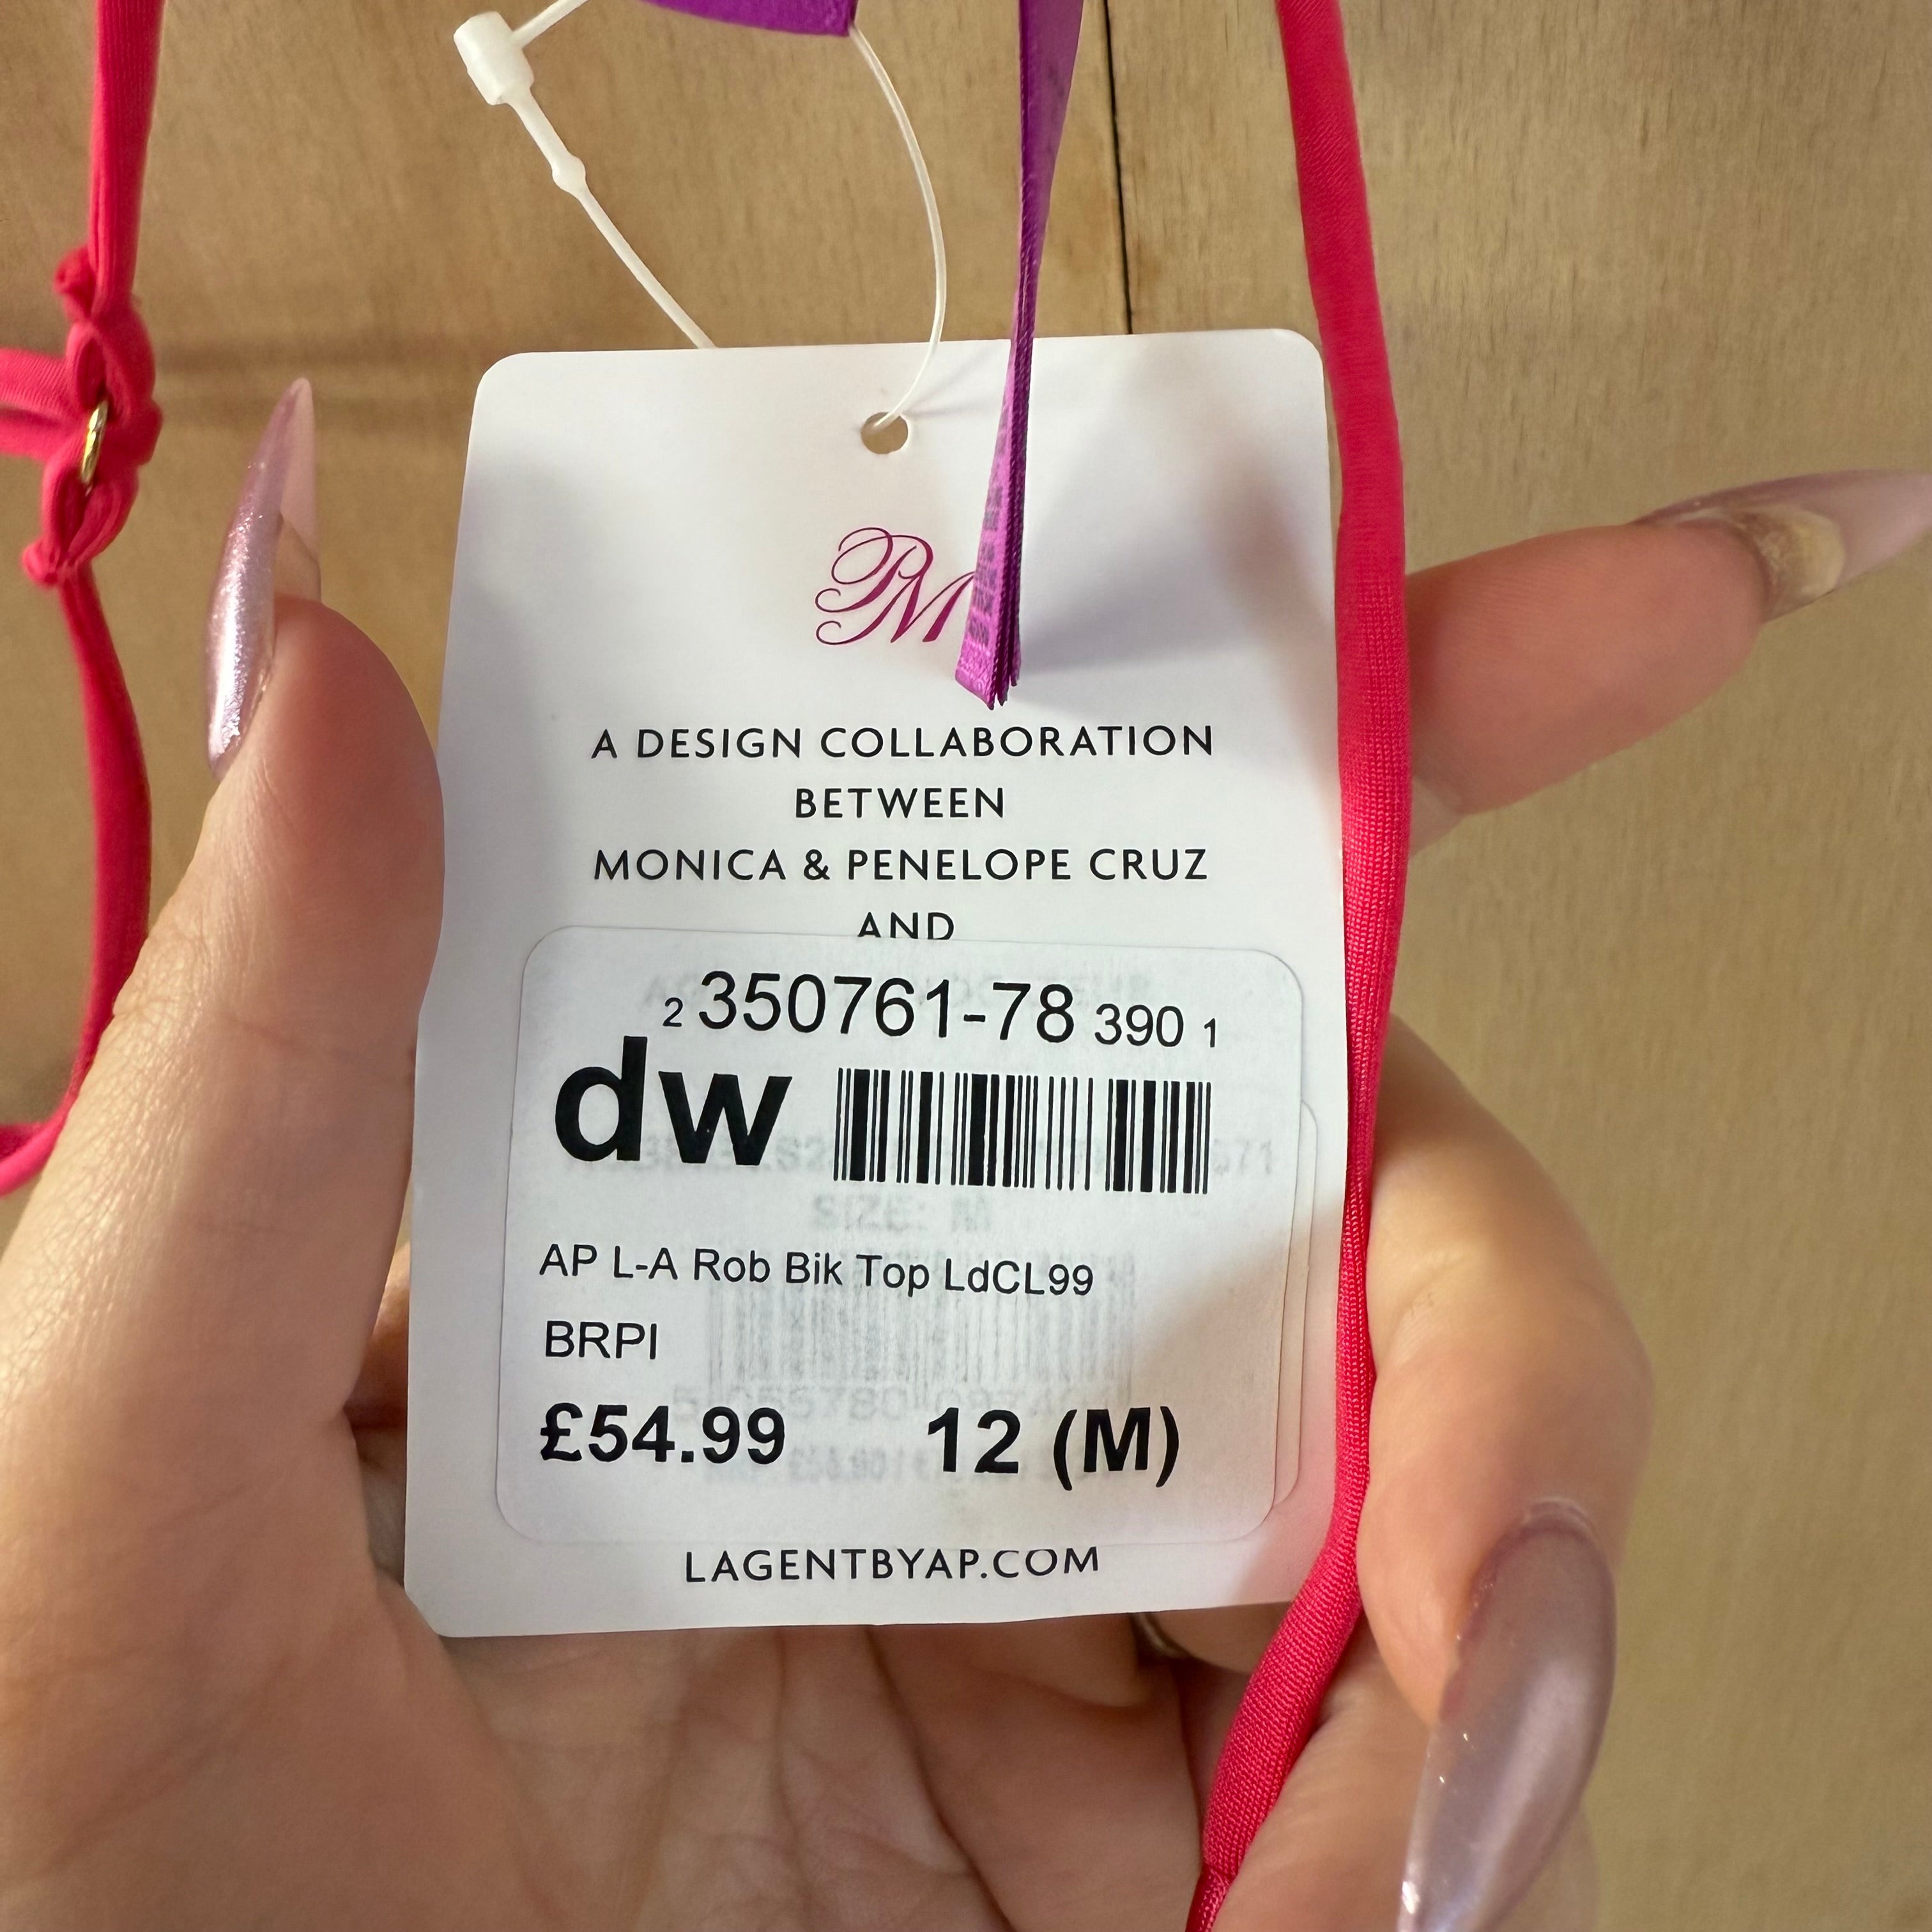 PM
A DESIGN COLLABORATION
BETWEEN
MONICA & PENELOPE CRUZ
AND
2 350761-78 390 1
dw
SIZE: M
AP L-A Rob Bik Top LdCL99
BRPI
£54.99 12 (M)
LAGENTBYAP.COM